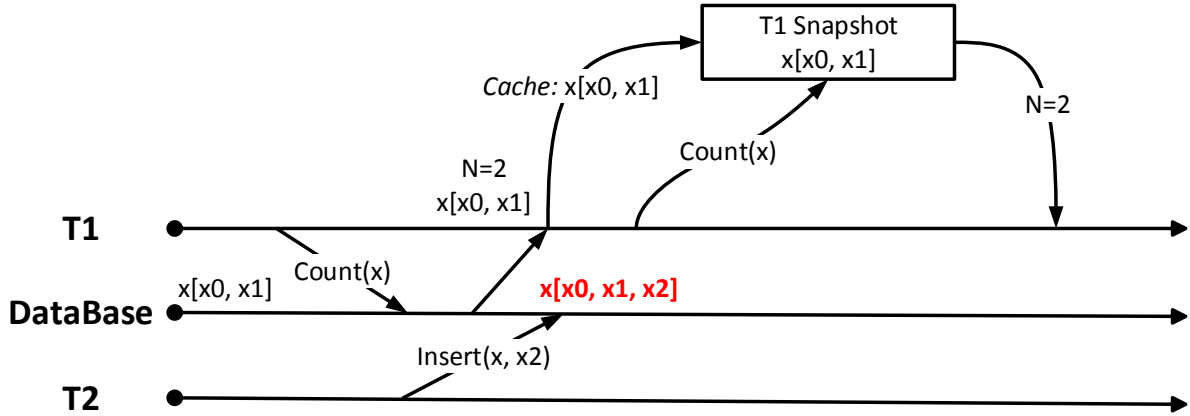 T1 Snapshot
x[x0, x1]
Cache: x[x0, x1]
N=2
Count(x)
N=2
x[x0, x1]
T1
Count(x)
x[x0, x1]
x[x0, x1, x2]
DataBase
Insert(x, x2)
T2